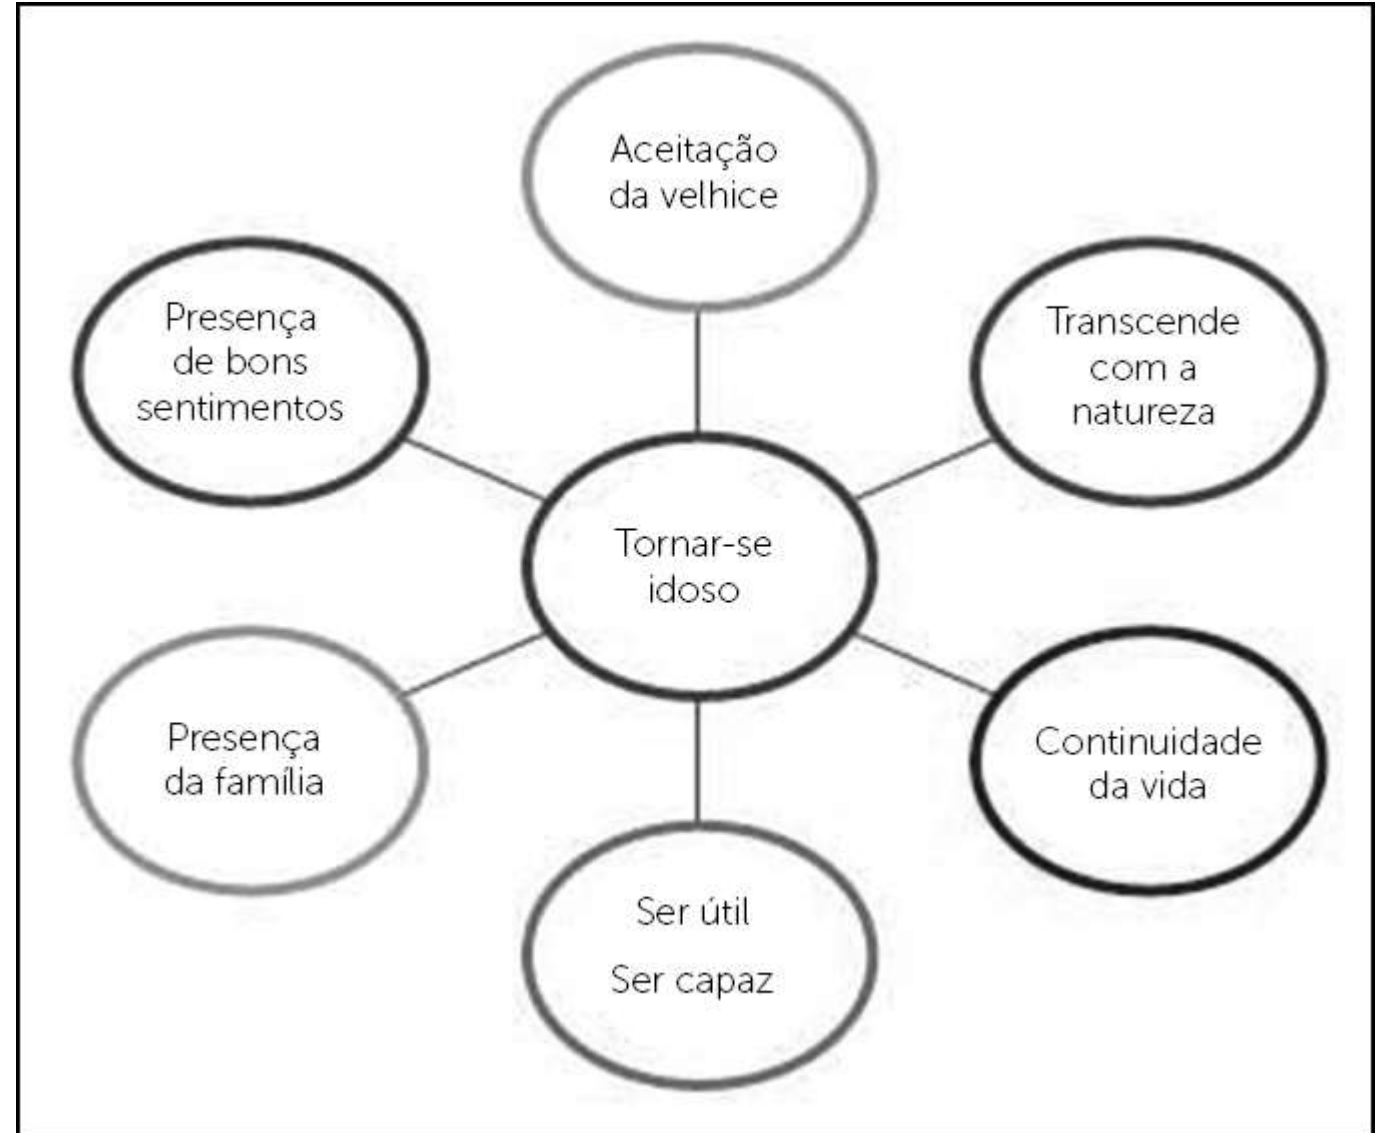 Aceitação
da velhice
Presença
de bons
sentimentos
Transcende
com a
natureza
Tornar-se
idoso
Presença
da família
Continuidade
da vida
Ser útil
Ser capaz